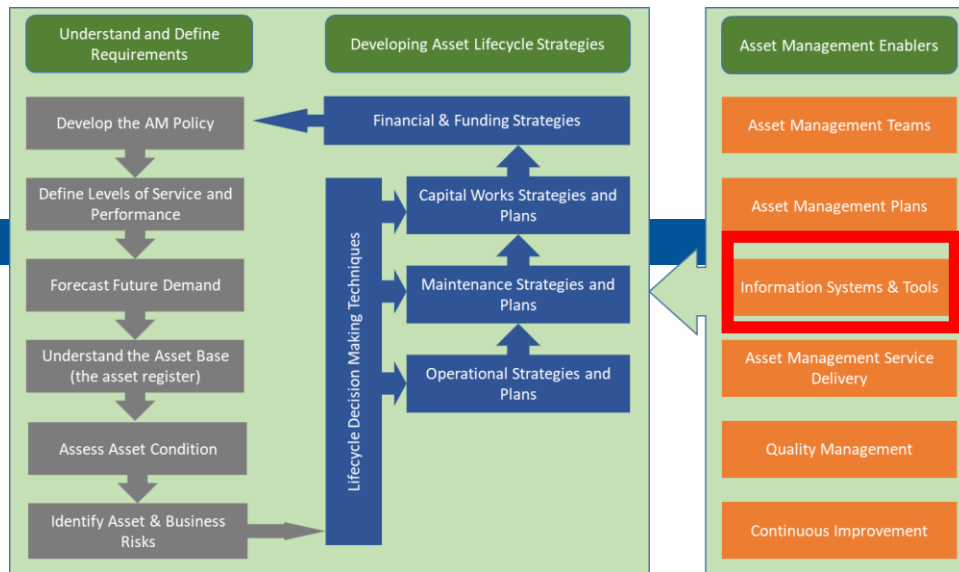 Understand and Define
Requirements
Developing Asset Lifecycle Strategies
Asset Management Enablers
Develop the AM Policy
Define Levels of Service and
Performance
Forecast Future Demand
Understand the Asset Base
(the asset register)
Assess Asset Condition
Identify Asset & Business
Risks
Lifecycle Decision Making Techniques
Financial & Funding Strategies
Capital Works Strategies and
Plans
Maintenance Strategies and
Plans
Operational Strategies and
Plans
Asset Management Teams
Asset Management Plans
Information Systems & Tools
Asset Management Service
Delivery
Quality Management
Continuous Improvement